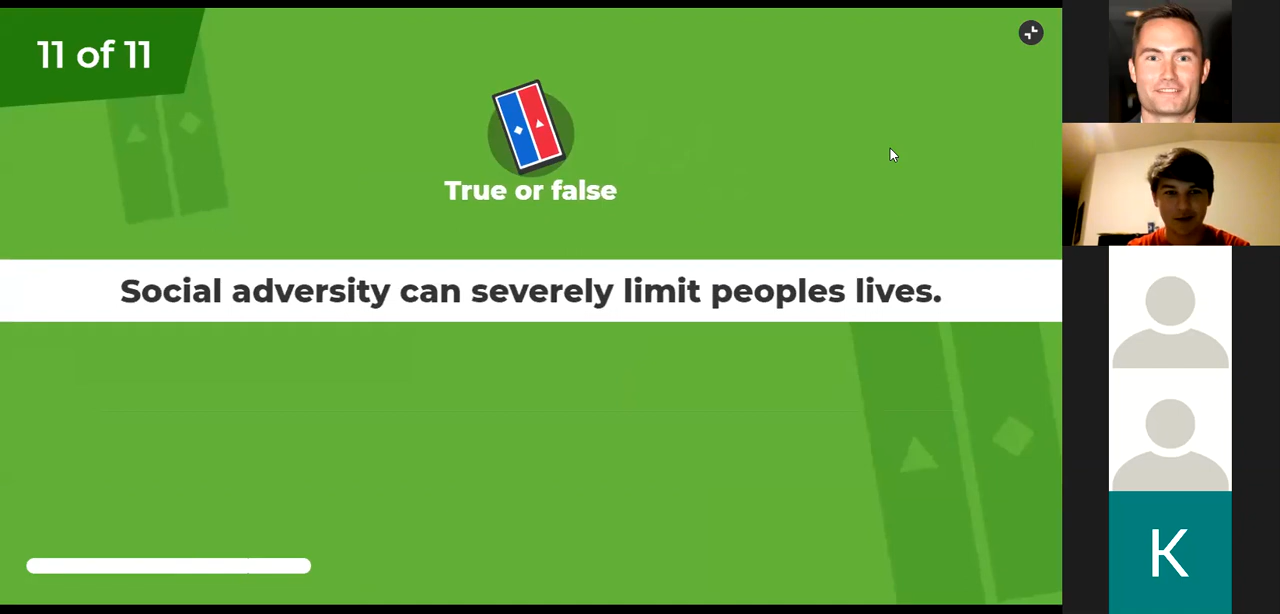 11 of 11
True or false
Social adversity can severely limit peoples lives.
K